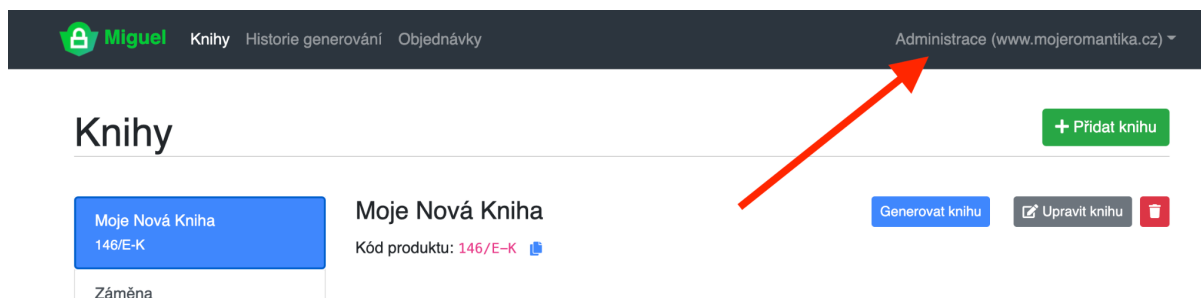 Miguel Knihy Historie generování Objednávky Administrace (www.mojeromantika.cz)
Knihy
Přidat knihu
Moje Nová Kniha
146/E-K
Záměna
Moje Nová Kniha
Generovat knihu Upravit knihu
Kód produktu: 146/E-K